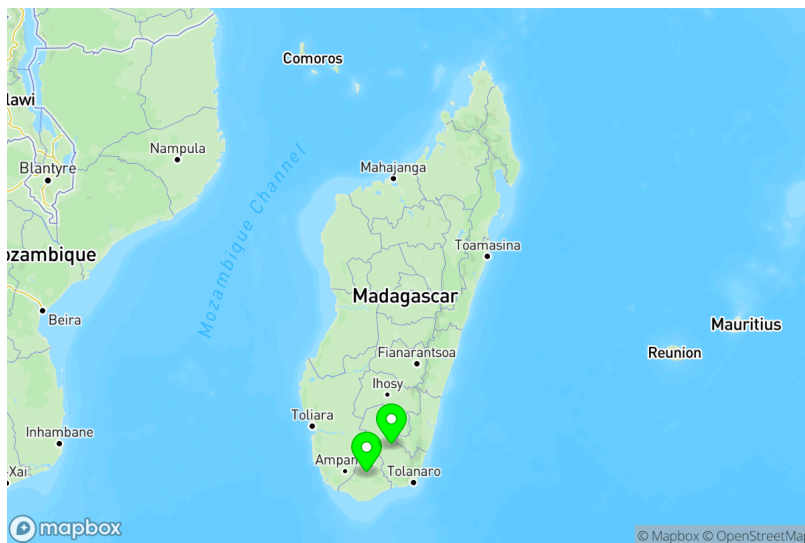 Comoros
lawi
Nampula
Blantyre
Mahajanga
Mozambique Channel
Toamasina
ozambique
Madagascar
Beira
Mauritius
Reunion
Fianarantsoa
Ihosy
Toliara
Inhambane
Ampan
Xai
Tolanaro
mapbox
© Mapbox © OpenStreetMa